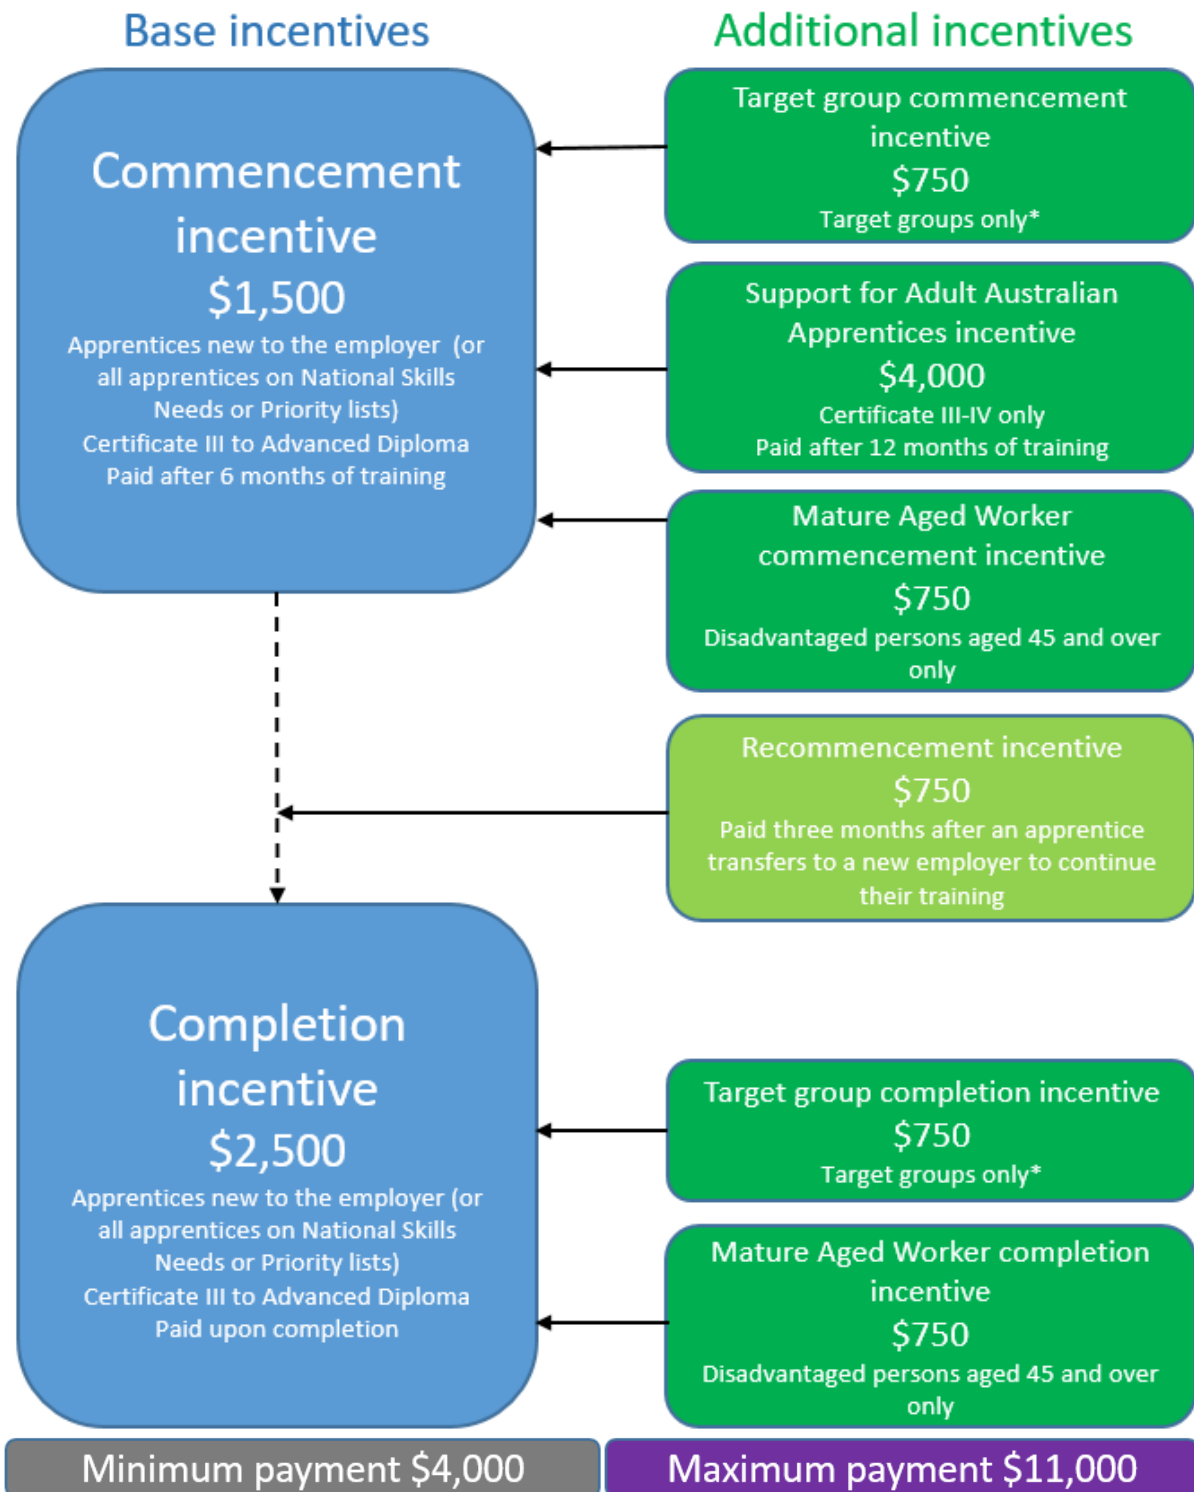 Base incentives
Additional incentives
Commencement
incentive
$1,500
Apprentices new to the employer (or
all apprentices on National Skills
Needs or Priority lists)
Certificate III to Advanced Diploma
Paid after 6 months of training
Target group commencement
incentive
$750
Target groups only*
Support for Adult Australian
Apprentices incentive
$4,000
Certificate III-IV only
Paid after 12 months of training
Mature Aged Worker
commencement incentive
$750
Disadvantaged persons aged 45 and over
only
Recommencement incentive
$750
Paid three months after an apprentice
transfers to a new employer to continue
their training
Completion
incentive
$2,500
Apprentices new to the employer (or
all apprentices on National Skills
Needs or Priority lists)
Certificate III to Advanced Diploma
Paid upon completion
Target group completion incentive
$750
Target groups only*
Mature Aged Worker completion
incentive
$750
Disadvantaged persons aged 45 and over
only
Minimum payment $4,000
Maximum payment $11,000